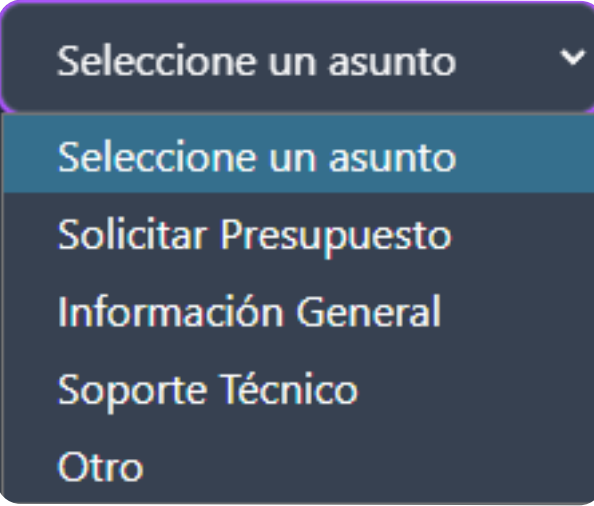 Seleccione un asunto
Seleccione un asunto
Solicitar Presupuesto
Información General
Soporte Técnico
Otro